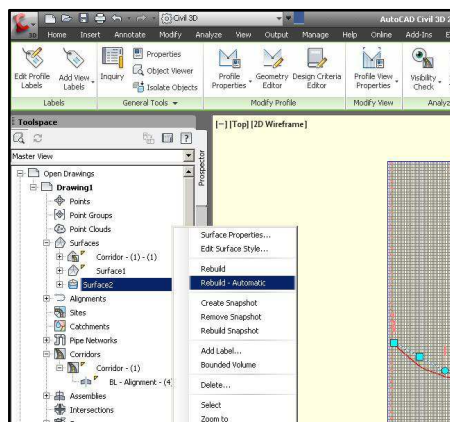 Civil 3D
AutoCAD Civil 3D 2
3D
Home Insert Annotate Modify Analyze View Output Manage Help Online Add-Ins E
Edit Profile Labels
Add View Labels
Inquiry
Properties
Object Viewer
Isolate Objects
Profile Properties
Geometry Editor
Design Criteria Editor
Profile View Properties
Visibility Check
Labels
General Tools
Modify Profile
Modify View
Analyz
Toolspace
[−] [Top] [2D Wireframe]
Master View
Prospector
Open Drawings
Drawing1
Points
Point Groups
Point Clouds
Surfaces
Corridor - (1) - (1)
Surface1
Surface2
Alignments
Sites
Catchments
Pipe Networks
Corridors
Corridor - (1)
BL - Alignment - (4
Assemblies
Intersections
Surface Properties...
Edit Surface Style...
Rebuild
Rebuild - Automatic
Create Snapshot
Remove Snapshot
Rebuild Snapshot
Add Label...
Bounded Volume
Delete...
Select
Zoom to